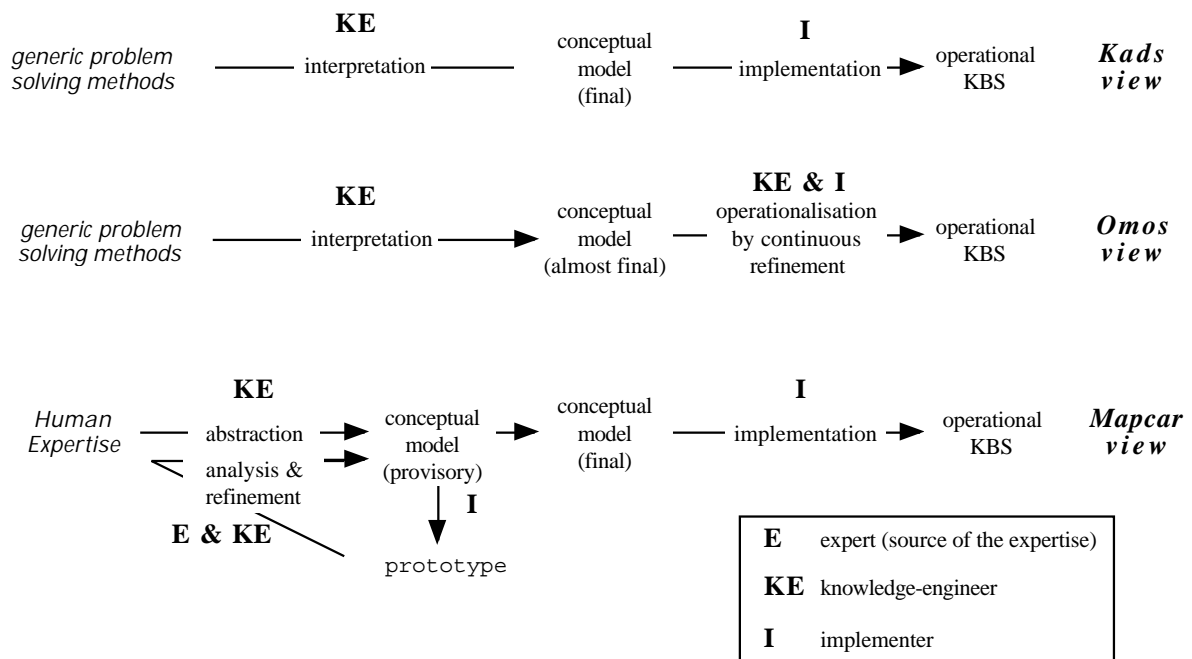 KE
I
generic problem
solving methods
interpretation
conceptual
model
(final)
implementation
operational
KBS
Kads
view
KE
KE & I
generic problem
solving methods
interpretation
conceptual
model
(almost final)
operationalisation
by continuous
refinement
operational
KBS
Omos
view
KE
I
Human
Expertise
abstraction
analysis &
refinement
E & KE
conceptual
model
(provisory)
I
prototype
conceptual
model
(final)
implementation
operational
KBS
Mapcar
view
E expert (source of the expertise)
KE knowledge-engineer
I implementer